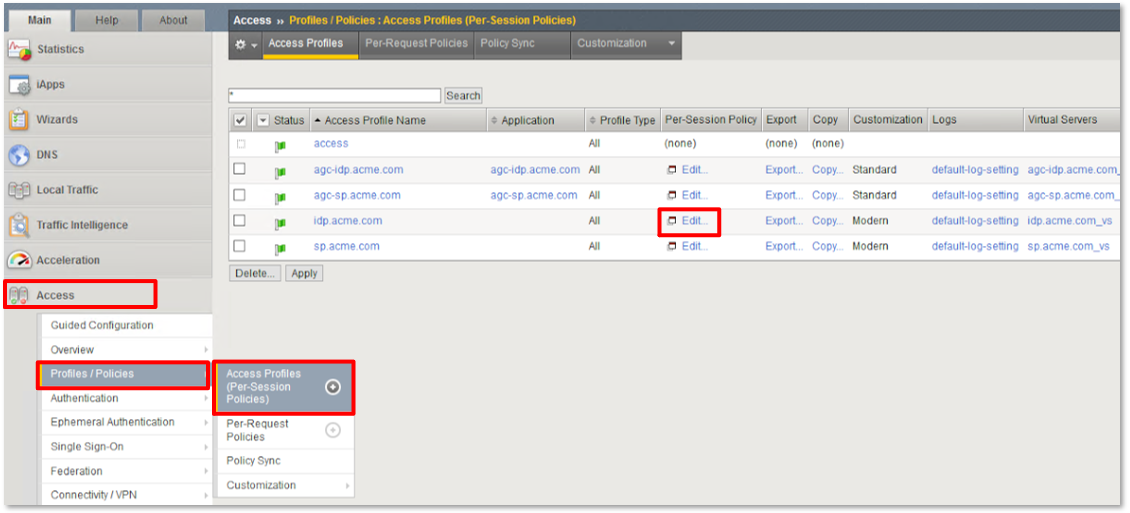 Main Help About
Access ›› Profiles / Policies : Access Profiles (Per-Session Policies)
Access Profiles Per-Request Policies Policy Sync Customization
Statistics
iApps
Wizards
DNS
Local Traffic
Traffic Intelligence
Acceleration
Access
Guided Configuration
Overview
Profiles / Policies
Authentication
Ephemeral Authentication
Single Sign-On
Federation
Connectivity / VPN
Access Profiles
(Per-Session
Policies)
Per-Request
Policies
Policy Sync
Customization
* Search
Status Access Profile Name Application Profile Type Per-Session Policy Export Copy Customization Logs Virtual Servers
access All (none) (none) (none)
agc-idp.acme.com agc-idp.acme.com All Edit... Export... Copy... Standard default-log-setting agc-idp.acme.com_
agc-sp.acme.com agc-sp.acme.com All Edit... Export... Copy... Standard default-log-setting agc-sp.acme.com_
idp.acme.com All Edit... Export... Copy... Modern default-log-setting idp.acme.com_vs
sp.acme.com All Edit... Export... Copy... Modern default-log-setting sp.acme.com_vs
Delete... Apply